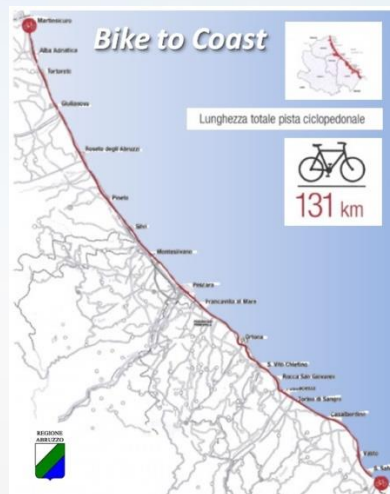 Bike to Coast
Martinsicuro
Alba Adriatica
Tortoreto
Giulianova
Lunghezza totale pista ciclopedonale
Roseto degli Abruzzi
131 km
Pineto
Silvi
Montesilvano
Pescara
Francavilla al Mare
Ortona
S. Vito Chietino
Rocca San Giovanni
Torino di Sangro
Casalbordino
Vasto
REGIONE
ABRUZZO